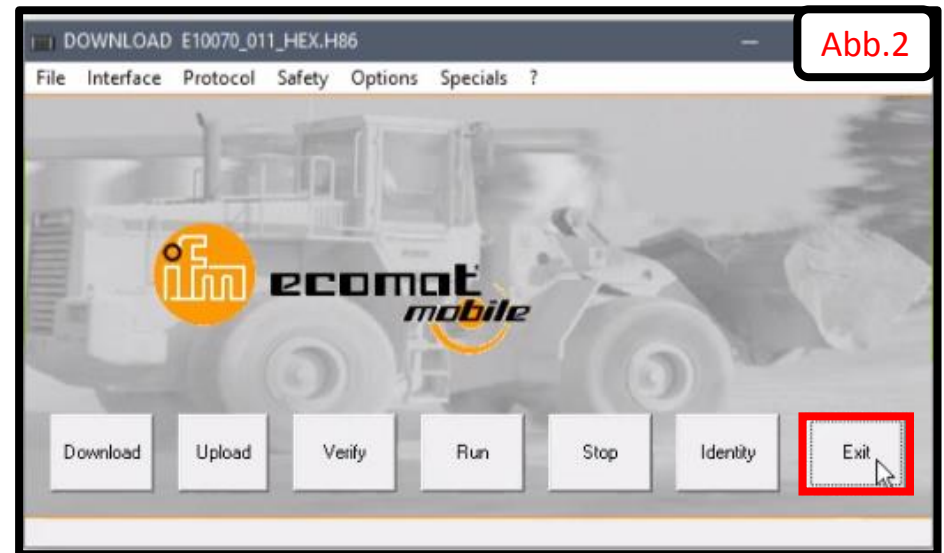 DOWNLOAD E10070_011_HEX.H86
Abb.2
File Interface Protocol Safety Options Specials ?
ifm ecomat
mobile
Download Upload Verify Run Stop Identity Exit